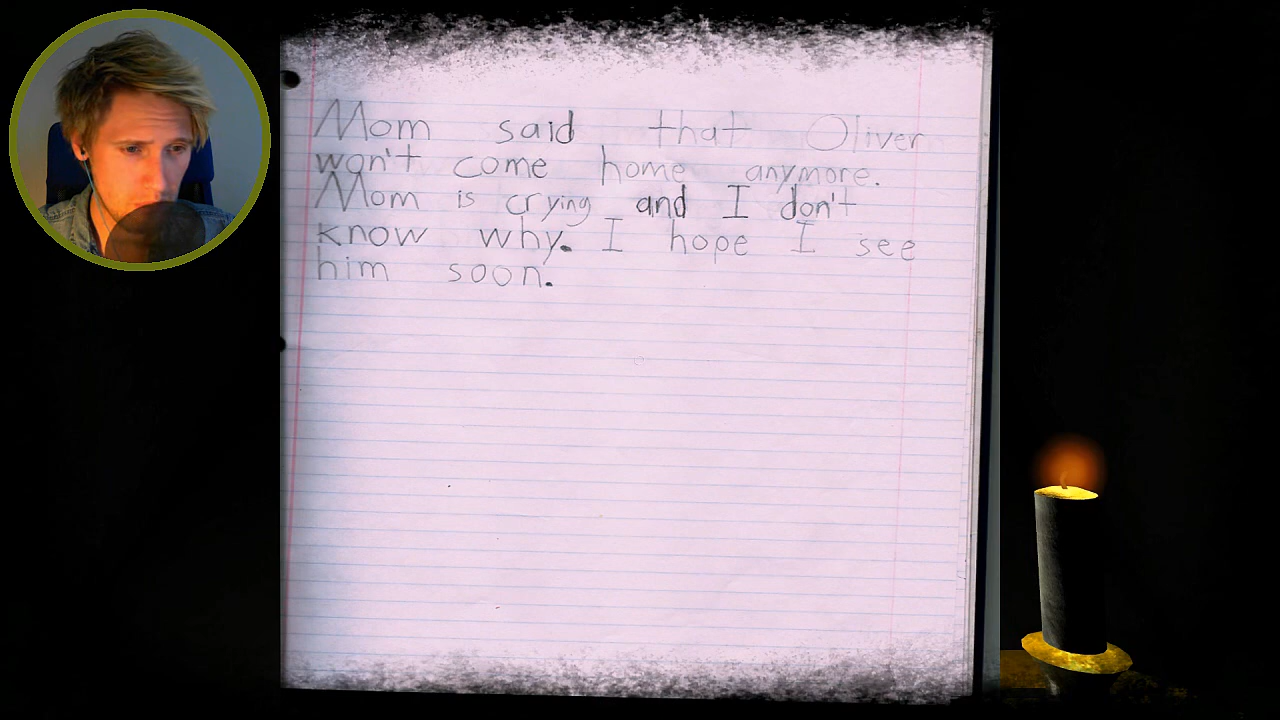 Mom said that Oliver
won't come home anymore.
Mom is crying and I don't
know why. I hope I see
him soon.